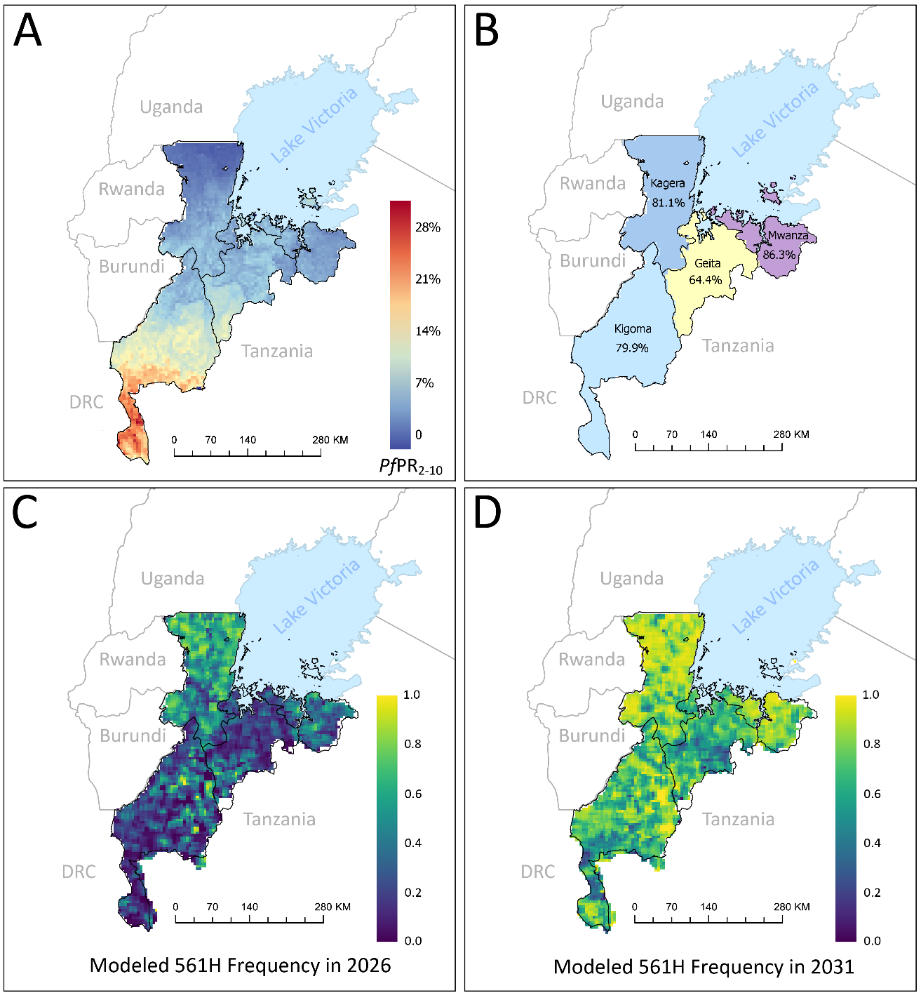 A
Uganda
Lake Victoria
Rwanda
Burundi
Tanzania
DRC
28%
21%
14%
7%
0
0 70 140 280 KM
PfPR2-10
B
Uganda
Lake Victoria
Rwanda
Kagera
81.1%
Burundi
Mwanza
86.3%
Geita
64.4%
Kigoma
79.9%
Tanzania
DRC
0 70 140 280 KM
C
Uganda
Lake Victoria
Rwanda
Burundi
Tanzania
DRC
1.0
0.8
0.6
0.4
0.2
0.0
0 70 140 280 KM
Modeled 561H Frequency in 2026
D
Uganda
Lake Victoria
Rwanda
Burundi
Tanzania
DRC
1.0
0.8
0.6
0.4
0.2
0.0
0 70 140 280 KM
Modeled 561H Frequency in 2031